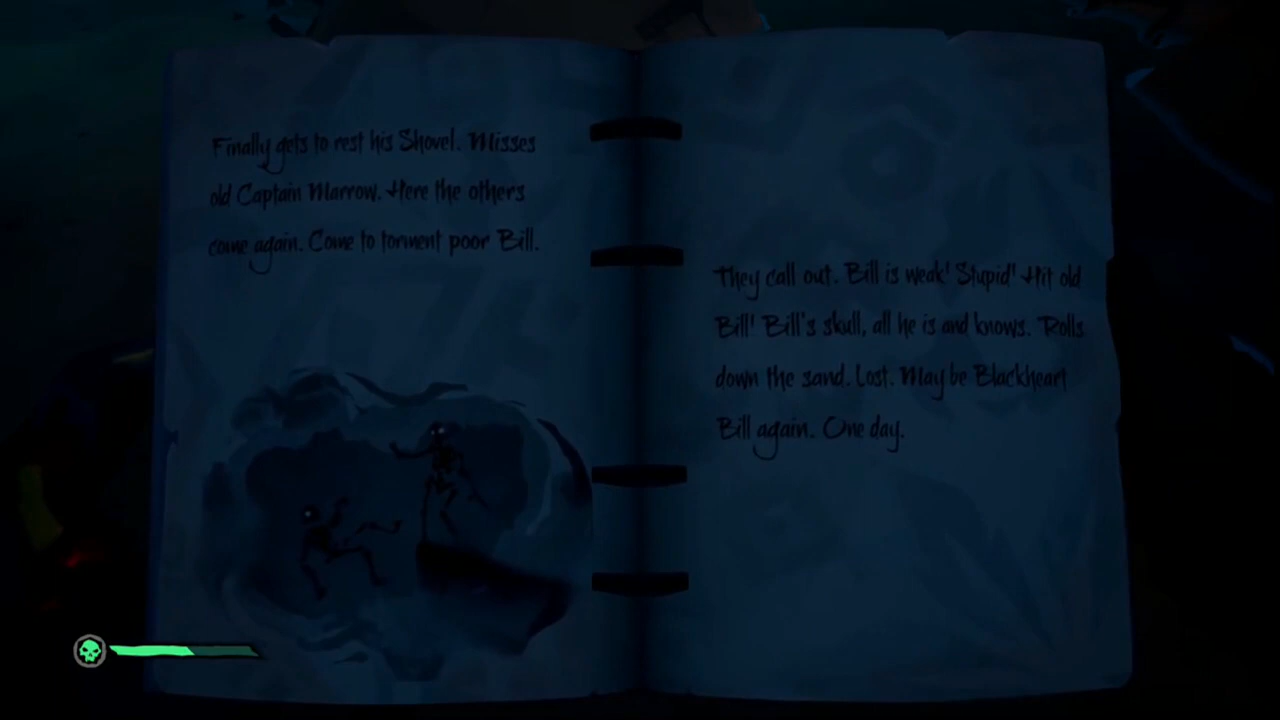 Finally gets to rest his Shovel. Misses
old Captain Marrow. Here the others
come again. Come to torment poor Bill.
They call out. Bill is weak! Stupid! Hit old
Bill! Bill's skull, all he is and knows. Rolls
down the sand. Lost. May be Blackheart
Bill again. One day.